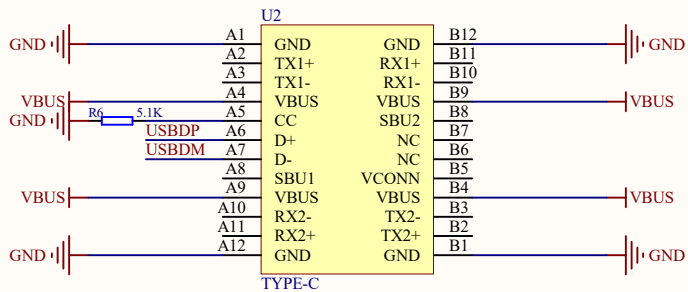 U2
GND A1 GND GND B12 GND
A2 TX1+ RX1+ B11
A3 TX1- RX1- B10
VBUS A4 VBUS VBUS B9 VBUS
GND R6 5.1K A5 CC SBU2 B8
USBDP A6 D+ NC B7
USBDM A7 D- NC B6
A8 SBU1 VCONN B5
VBUS A9 VBUS VBUS B4 VBUS
A10 RX2- TX2- B3
A11 RX2+ TX2+ B2
GND A12 GND GND B1 GND
TYPE-C